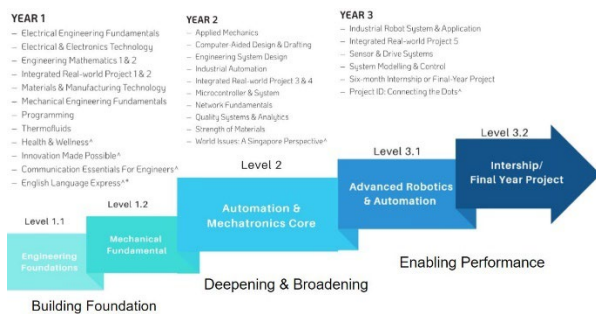 YEAR 1
– Electrical Engineering Fundamentals
– Electrical & Electronics Technology
– Engineering Mathematics 1 & 2
– Integrated Real-world Project 1 & 2
– Materials & Manufacturing Technology
– Mechanical Engineering Fundamentals
– Programming
– Thermofluids
– Health & Wellness^
– Innovation Made Possible^
– Communication Essentials For Engineers^
– English Language Express^*
YEAR 2
– Applied Mechanics
– Computer-Aided Design & Drafting
– Engineering System Design
– Industrial Automation
– Integrated Real-world Project 3 & 4
– Microcontroller & System
– Network Fundamentals
– Quality Systems & Analytics
– Strength of Materials
– World Issues: A Singapore Perspective^
YEAR 3
– Industrial Robot System & Application
– Integrated Real-world Project 5
– Sensor & Drive Systems
– System Modelling & Control
– Six-month Internship or Final-Year Project
– Project ID: Connecting the Dots^
Level 1.1
Engineering
Foundations
Level 1.2
Mechanical
Fundamental
Level 2
Automation &
Mechatronics Core
Level 3.1
Advanced Robotics
& Automation
Level 3.2
Intership/
Final Year Project
Building Foundation
Deepening & Broadening
Enabling Performance